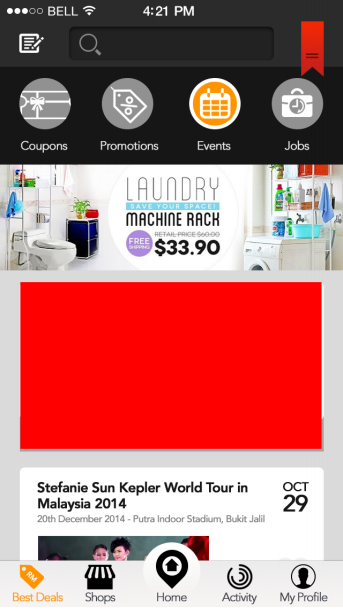 BELL 4:21 PM
Coupons Promotions Events Jobs
LAUNDRY
SAVE YOUR SPACE!
MACHINE RACK
FREE SHIPPING
RETAIL PRICE $60.00
$33.90
Stefanie Sun Kepler World Tour in
Malaysia 2014
20th December 2014 - Putra Indoor Stadium, Bukit Jalil
OCT
29
RM
Best Deals Shops Home Activity My Profile